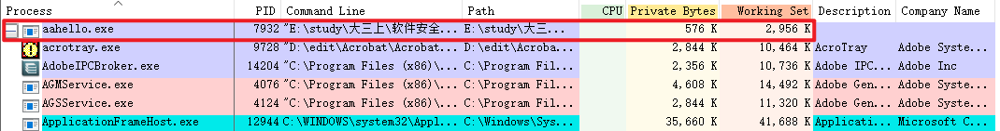 Process PID Command Line Path CPU Private Bytes Working Set Description Company Name
aahello.exe 7932 "E:\study\大三上\软件安全... E:\study\大三... 576 K 2,956 K
acrotray.exe 9728 "D:\edit\Acrobat\Acrobat... D:\edit\Acroba... 2,844 K 10,464 K AcroTray Adobe Syste...
AdobeIPCBroker.exe 14204 "C:\Program Files (x86)\... C:\Program Fil... 2,356 K 10,736 K Adobe IPC... Adobe Inc
AGMService.exe 4076 "C:\Program Files (x86)\... C:\Program Fil... 4,608 K 14,492 K Adobe Gen... Adobe Syste...
AGSService.exe 4124 "C:\Program Files (x86)\... C:\Program Fil... 2,844 K 11,320 K Adobe Gen... Adobe Syste...
ApplicationFrameHost.exe 12944 C:\WINDOWS\system32\Appl... C:\Windows\Sys... 35,660 K 41,688 K Applicati... Microsoft C...